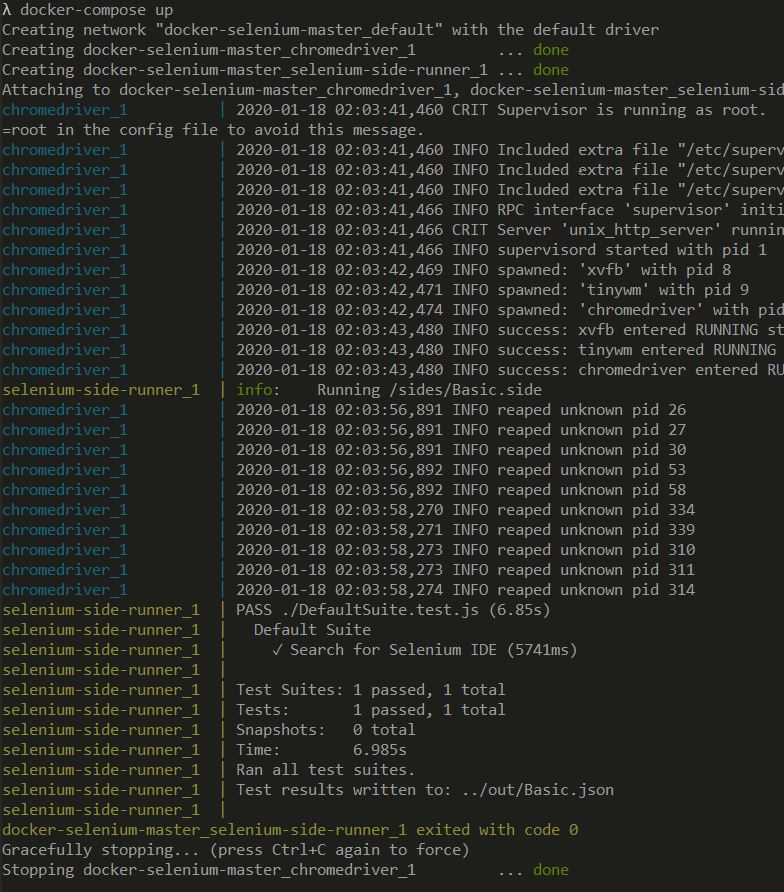 λ docker-compose up
Creating network "docker-selenium-master_default" with the default driver
Creating docker-selenium-master_chromedriver_1         ... done
Creating docker-selenium-master_selenium-side-runner_1 ... done
Attaching to docker-selenium-master_chromedriver_1, docker-selenium-master_selenium-sid
chromedriver_1          | 2020-01-18 02:03:41,460 CRIT Supervisor is running as root.
=root in the config file to avoid this message.
chromedriver_1          | 2020-01-18 02:03:41,460 INFO Included extra file "/etc/superv
chromedriver_1          | 2020-01-18 02:03:41,460 INFO Included extra file "/etc/superv
chromedriver_1          | 2020-01-18 02:03:41,460 INFO Included extra file "/etc/superv
chromedriver_1          | 2020-01-18 02:03:41,466 INFO RPC interface 'supervisor' initi
chromedriver_1          | 2020-01-18 02:03:41,466 CRIT Server 'unix_http_server' runnin
chromedriver_1          | 2020-01-18 02:03:41,466 INFO supervisord started with pid 1
chromedriver_1          | 2020-01-18 02:03:42,469 INFO spawned: 'xvfb' with pid 8
chromedriver_1          | 2020-01-18 02:03:42,471 INFO spawned: 'tinywm' with pid 9
chromedriver_1          | 2020-01-18 02:03:42,474 INFO spawned: 'chromedriver' with pid
chromedriver_1          | 2020-01-18 02:03:43,480 INFO success: xvfb entered RUNNING st
chromedriver_1          | 2020-01-18 02:03:43,480 INFO success: tinywm entered RUNNING
chromedriver_1          | 2020-01-18 02:03:43,480 INFO success: chromedriver entered RU
selenium-side-runner_1  | info:    Running /sides/Basic.side
chromedriver_1          | 2020-01-18 02:03:56,891 INFO reaped unknown pid 26
chromedriver_1          | 2020-01-18 02:03:56,891 INFO reaped unknown pid 27
chromedriver_1          | 2020-01-18 02:03:56,891 INFO reaped unknown pid 30
chromedriver_1          | 2020-01-18 02:03:56,892 INFO reaped unknown pid 53
chromedriver_1          | 2020-01-18 02:03:56,892 INFO reaped unknown pid 58
chromedriver_1          | 2020-01-18 02:03:58,270 INFO reaped unknown pid 334
chromedriver_1          | 2020-01-18 02:03:58,271 INFO reaped unknown pid 339
chromedriver_1          | 2020-01-18 02:03:58,273 INFO reaped unknown pid 310
chromedriver_1          | 2020-01-18 02:03:58,273 INFO reaped unknown pid 311
chromedriver_1          | 2020-01-18 02:03:58,274 INFO reaped unknown pid 314
selenium-side-runner_1  | PASS ./DefaultSuite.test.js (6.85s)
selenium-side-runner_1  |   Default Suite
selenium-side-runner_1  |     ✓ Search for Selenium IDE (5741ms)
selenium-side-runner_1  |
selenium-side-runner_1  | Test Suites: 1 passed, 1 total
selenium-side-runner_1  | Tests:       1 passed, 1 total
selenium-side-runner_1  | Snapshots:   0 total
selenium-side-runner_1  | Time:        6.985s
selenium-side-runner_1  | Ran all test suites.
selenium-side-runner_1  | Test results written to: ../out/Basic.json
selenium-side-runner_1  |
docker-selenium-master_selenium-side-runner_1 exited with code 0
Gracefully stopping... (press Ctrl+C again to force)
Stopping docker-selenium-master_chromedriver_1         ... done